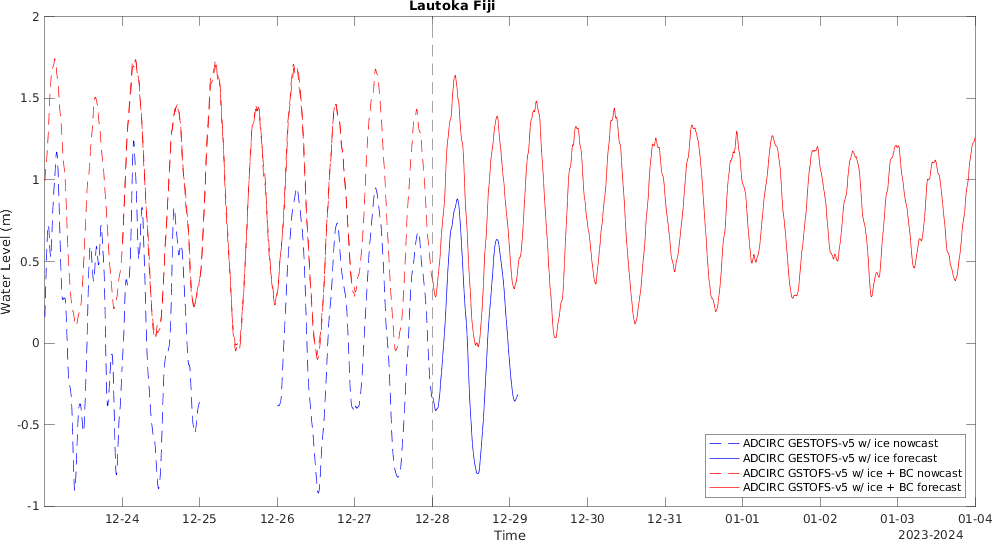 Lautoka Fiji
2
1.5
1
0.5
0
-0.5
-1
Water Level (m)
ADCIRC GESTOFS-v5 w/ ice nowcast
ADCIRC GESTOFS-v5 w/ ice forecast
ADCIRC GSTOFS-v5 w/ ice + BC nowcast
ADCIRC GSTOFS-v5 w/ ice + BC forecast
12-24 12-25 12-26 12-27 12-28 12-29 12-30 12-31 01-01 01-02 01-03 01-04
Time
2023-2024